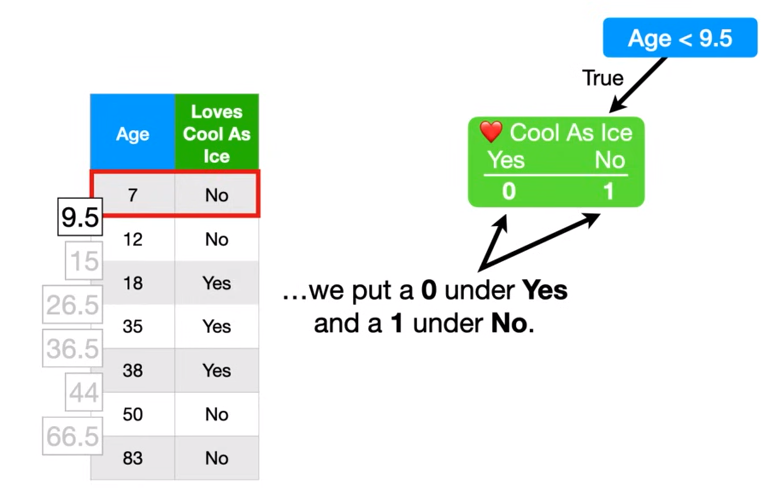 Age < 9.5
True
❤️ Cool As Ice
Yes No
0 1
Age Loves Cool As Ice
7 No
9.5
12 No
15
18 Yes
26.5
35 Yes
36.5
38 Yes
44
50 No
66.5
83 No
…we put a 0 under Yes
and a 1 under No.